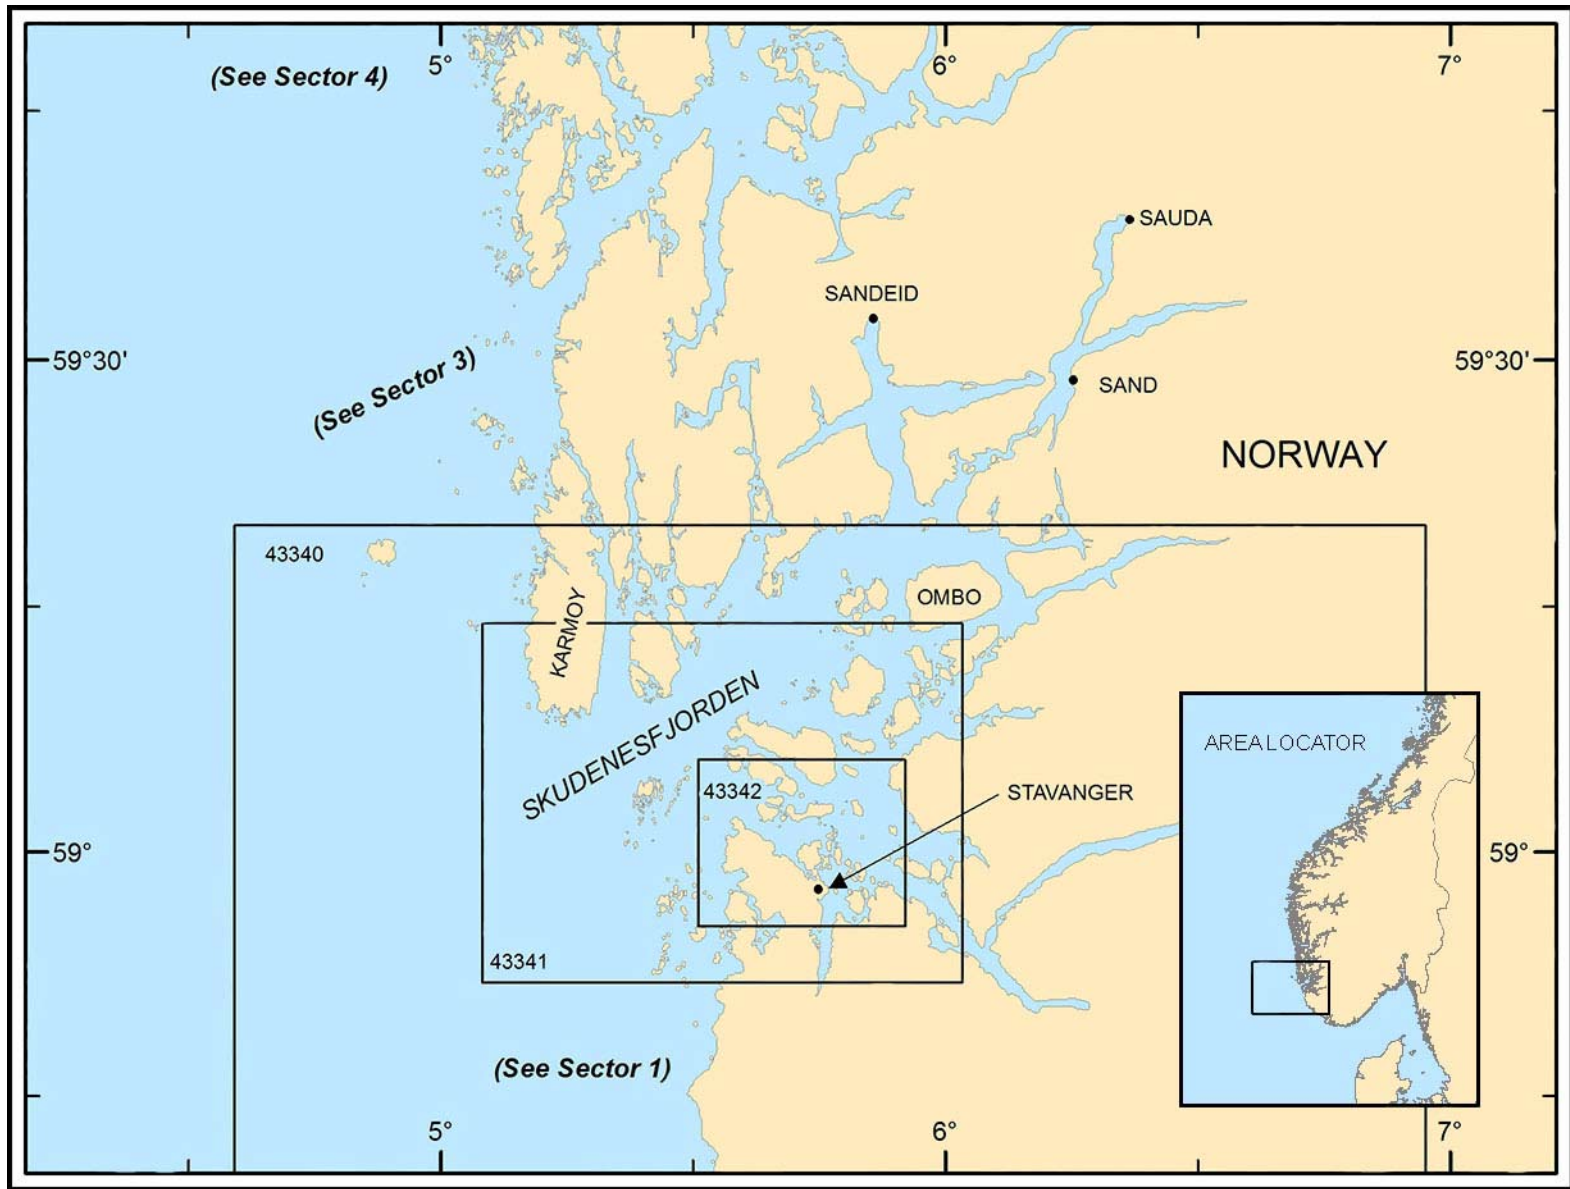 5°
6°
7°
(See Sector 4)
SAUDA
SANDEID
59°30'
59°30'
(See Sector 3)
SAND
NORWAY
43340
OMBO
KARMOY
SKUDENESFJORDEN
AREA LOCATOR
43342
STAVANGER
59°
59°
43341
(See Sector 1)
5°
6°
7°